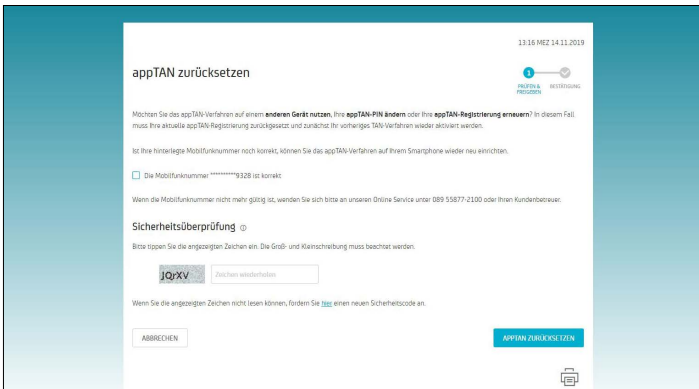 13:16 MEZ 14.11.2019
appTAN zurücksetzen
1
PRÜFEN &
FREIGEBEN
BESTÄTIGUNG
Möchten Sie das appTAN-Verfahren auf einem anderen Gerät nutzen, Ihre appTAN-PIN ändern oder Ihre appTAN-Registrierung erneuern? In diesem Fall
muss Ihre aktuelle appTAN-Registrierung zurückgesetzt und zunächst Ihr vorheriges TAN-Verfahren wieder aktiviert werden.
Ist Ihre hinterlegte Mobilfunknummer noch korrekt, können Sie das appTAN-Verfahren auf Ihrem Smartphone wieder neu einrichten.
Die Mobilfunknummer **********9328 ist korrekt
Wenn die Mobilfunknummer nicht mehr gültig ist, wenden Sie sich bitte an unseren Online Service unter 089 55877-2100 oder Ihren Kundenbetreuer.
Sicherheitsüberprüfung
Bitte tippen Sie die angezeigten Zeichen ein. Die Groß- und Kleinschreibung muss beachtet werden.
JQrXV
Zeichen wiederholen
Wenn Sie die angezeigten Zeichen nicht lesen können, fordern Sie hier einen neuen Sicherheitscode an.
ABBRECHEN
APPTAN ZURÜCKSETZEN